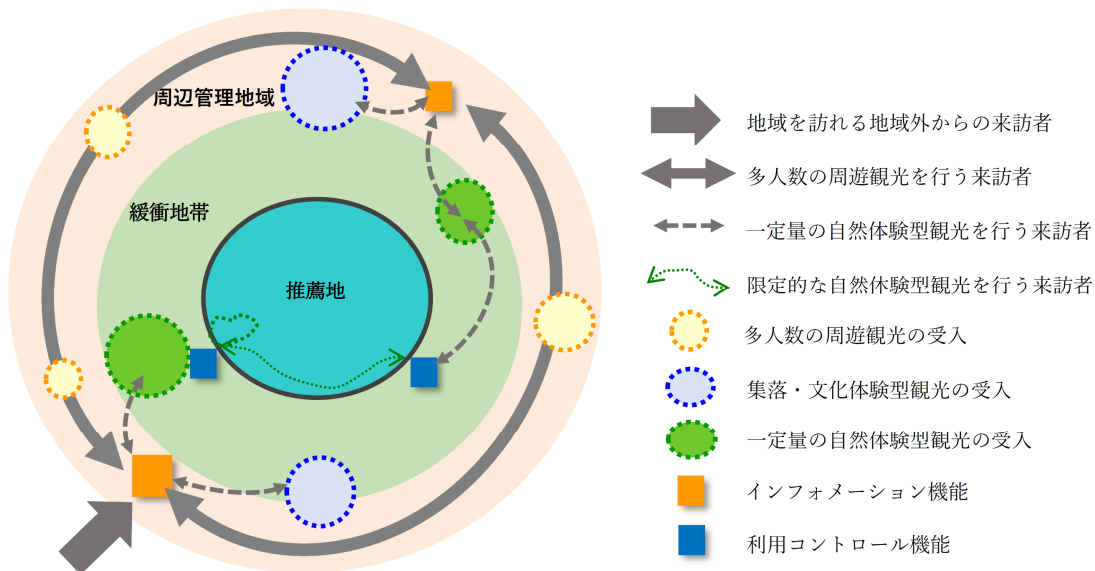 周辺管理地域
緩衝地帯
推薦地
地域を訪れる地域外からの来訪者
多人数の周遊観光を行う来訪者
一定量の自然体験型観光を行う来訪者
限定的な自然体験型観光を行う来訪者
多人数の周遊観光の受入
集落・文化体験型観光の受入
一定量の自然体験型観光の受入
インフォメーション機能
利用コントロール機能